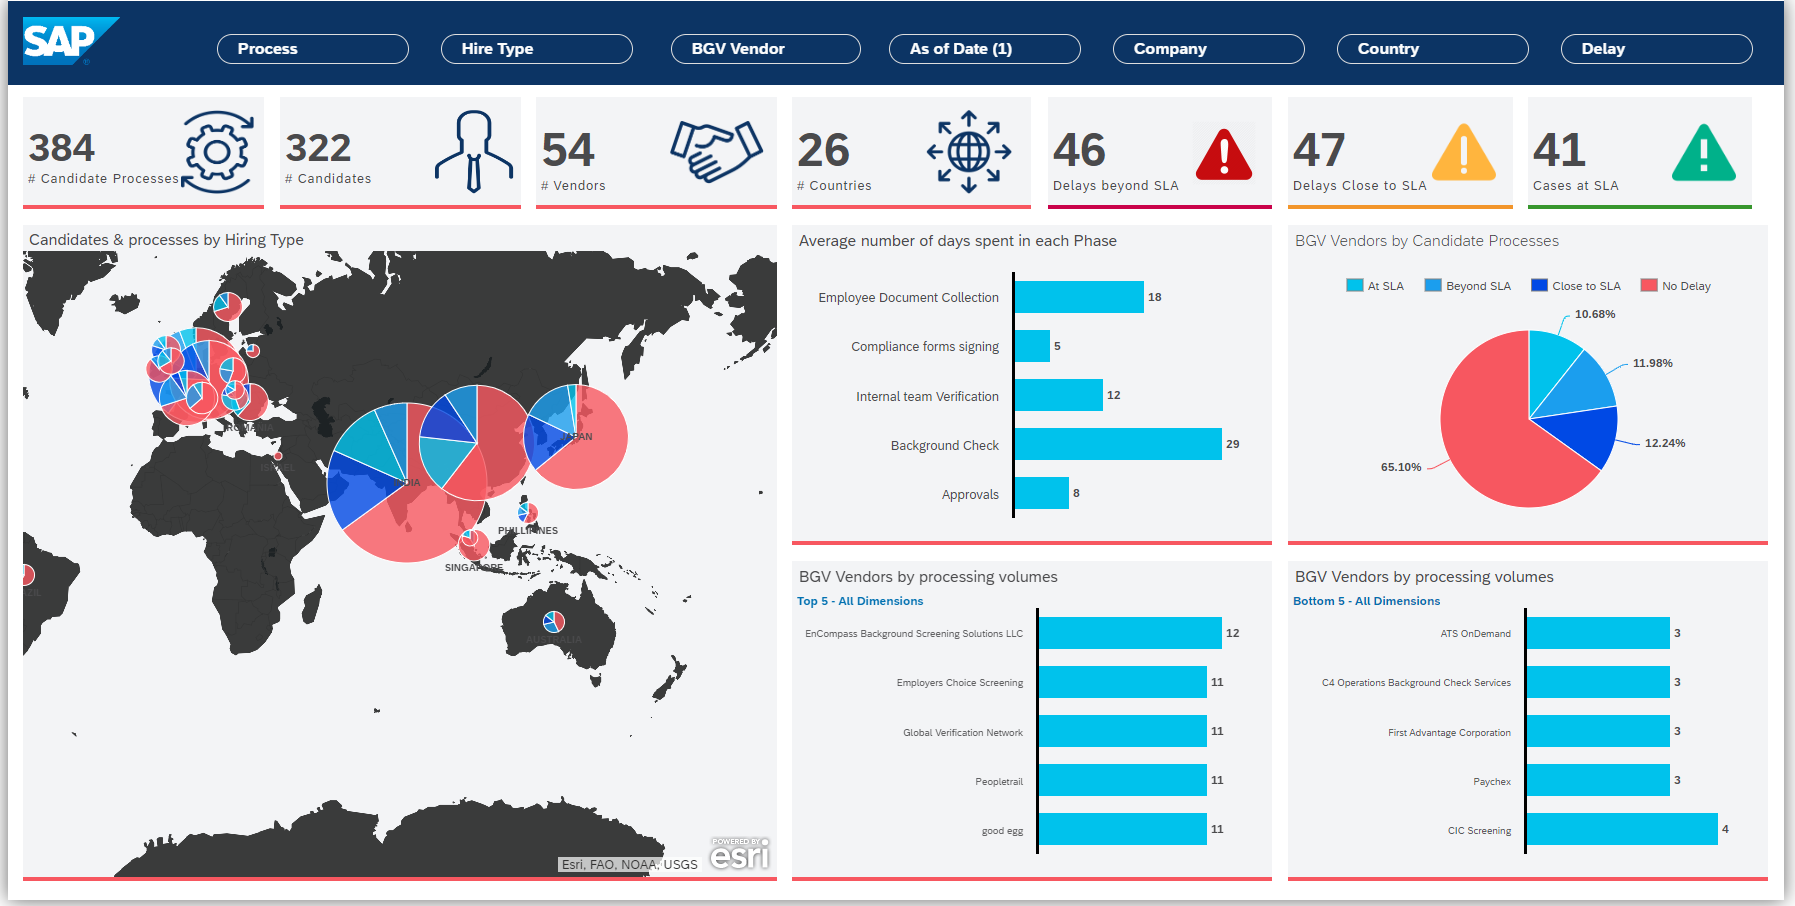 SAP
®
Process
Hire Type
BGV Vendor
As of Date (1)
Company
Country
Delay
384
# Candidate Processes
322
# Candidates
54
# Vendors
26
# Countries
46
Delays beyond SLA
47
Delays Close to SLA
41
Cases at SLA
Candidates & processes by Hiring Type
ROMANIA
ISRAEL
INDIA
JAPAN
PHILLIPINES
SINGAPORE
AUSTRALIA
Esri, FAO, NOAA, USGS
POWERED BY
esri
Average number of days spent in each Phase
Employee Document Collection 18
Compliance forms signing 5
Internal team Verification 12
Background Check 29
Approvals 8
BGV Vendors by Candidate Processes
At SLA Beyond SLA Close to SLA No Delay
10.68%
11.98%
12.24%
65.10%
BGV Vendors by processing volumes
Top 5 - All Dimensions
EnCompass Background Screening Solutions LLC 12
Employers Choice Screening 11
Global Verification Network 11
Peopletrail 11
good egg 11
BGV Vendors by processing volumes
Bottom 5 - All Dimensions
ATS OnDemand 3
C4 Operations Background Check Services 3
First Advantage Corporation 3
Paychex 3
CIC Screening 4